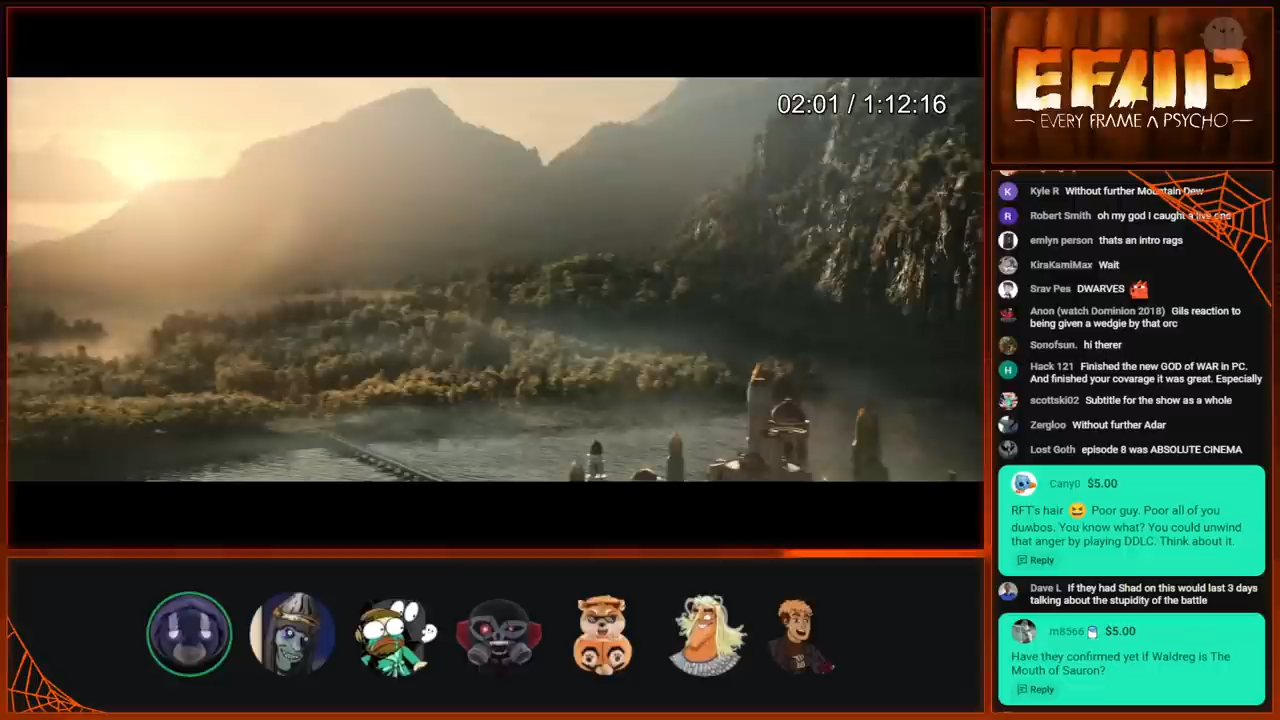 02:01 / 1:12:16
EFAP
EVERY FRAME A PSYCHO
Kyle R Without further Mountain Dew
Robert Smith oh my god I caught a live one
emlyn person thats an intro rags
KiraKamiMax Wait
Srav Pes DWARVES
Anon (watch Dominion 2018) Gils reaction to
being given a wedgie by that orc
Sonofsun. hi therer
Hack 121 Finished the new GOD of WAR in PC.
And finished your covarage it was great. Especially
scottski02 Subtitle for the show as a whole
Zergloo Without further Adar
Lost Goth episode 8 was ABSOLUTE CINEMA
Cany0 $5.00
RFT's hair 😆 Poor guy. Poor all of you
duмbos. You know what? You could unwind
that anger by playing DDLC. Think about it.
Reply
Dave L If they had Shad on this would last 3 days
talking about the stupidity of the battle
m8566 $5.00
Have they confirmed yet if Waldreg is The
Mouth of Sauron?
Reply